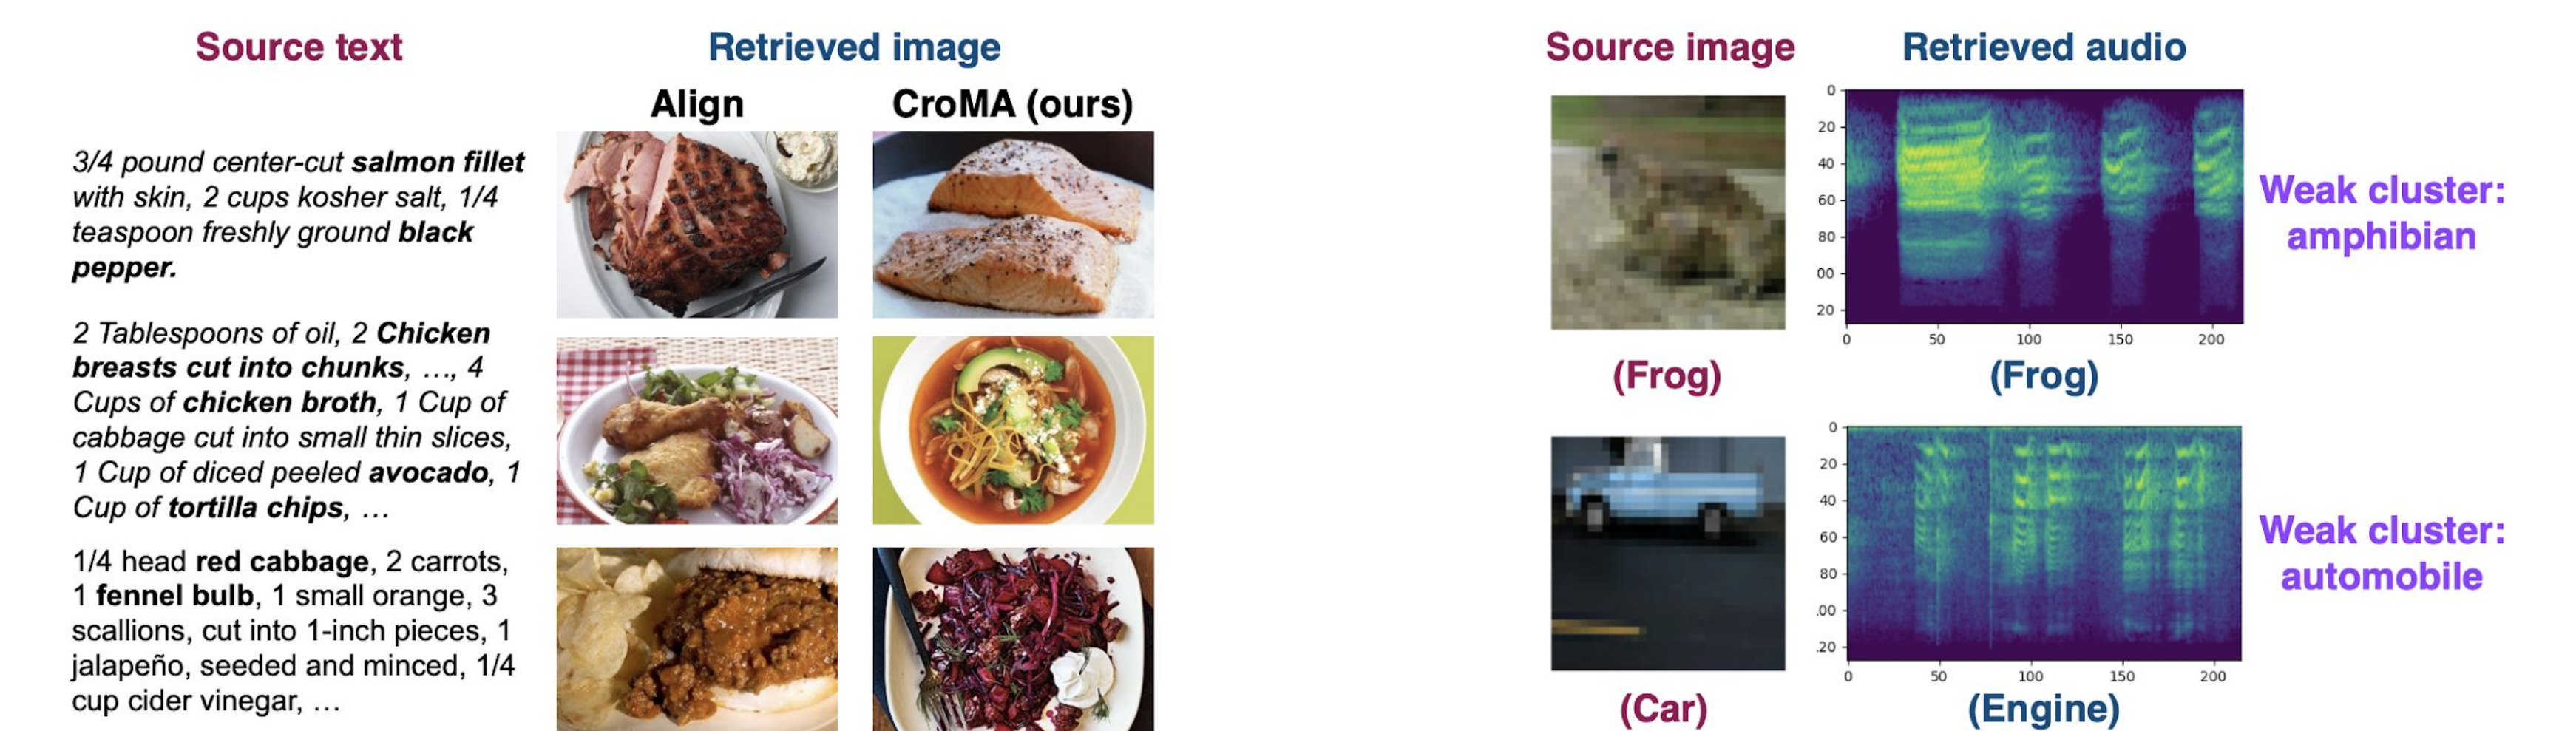 Source text
Retrieved image
Align
CroMA (ours)
3/4 pound center-cut salmon fillet
with skin, 2 cups kosher salt, 1/4
teaspoon freshly ground black
pepper.
2 Tablespoons of oil, 2 Chicken
breasts cut into chunks, …, 4
Cups of chicken broth, 1 Cup of
cabbage cut into small thin slices,
1 Cup of diced peeled avocado, 1
Cup of tortilla chips, …
1/4 head red cabbage, 2 carrots,
1 fennel bulb, 1 small orange, 3
scallions, cut into 1-inch pieces, 1
jalapeño, seeded and minced, 1/4
cup cider vinegar, …
Source image
Retrieved audio
0
20
40
60
80
00
20
0 50 100 150 200
(Frog)
(Frog)
Weak cluster:
amphibian
0
20
40
60
80
.00
.20
0 50 100 150 200
(Car)
(Engine)
Weak cluster:
automobile